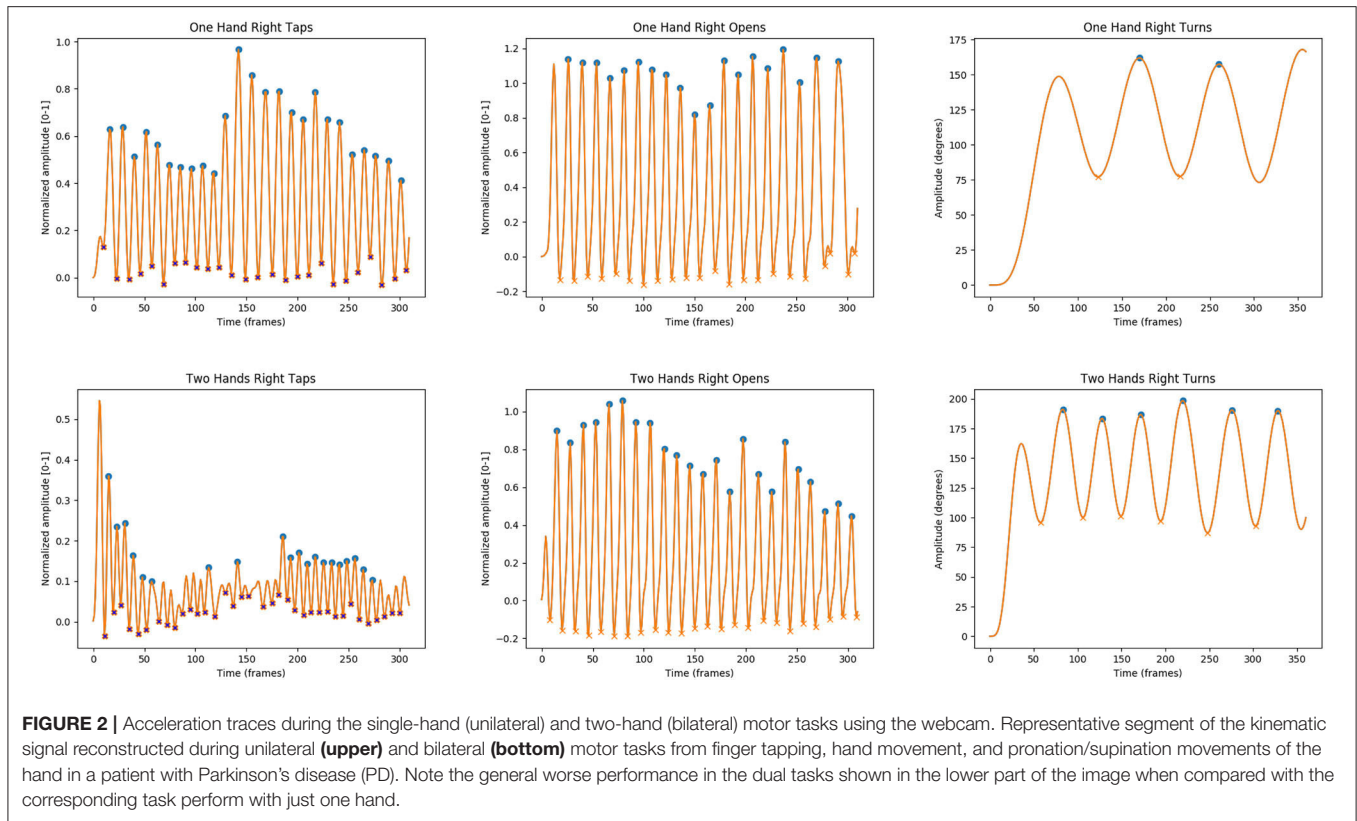 One Hand Right Taps
Normalized amplitude [0-1]
1.0
0.8
0.6
0.4
0.2
0.0
0 50 100 150 200 250 300
Time (frames)
One Hand Right Opens
Normalized amplitude [0-1]
1.2
1.0
0.8
0.6
0.4
0.2
0.0
−0.2
0 50 100 150 200 250 300
Time (frames)
One Hand Right Turns
Amplitude (degrees)
175
150
125
100
75
50
25
0
0 50 100 150 200 250 300 350
Time (frames)
Two Hands Right Taps
Normalized amplitude [0-1]
0.5
0.4
0.3
0.2
0.1
0.0
0 50 100 150 200 250 300
Time (frames)
Two Hands Right Opens
Normalized amplitude [0-1]
1.0
0.8
0.6
0.4
0.2
0.0
−0.2
0 50 100 150 200 250 300
Time (frames)
Two Hands Right Turns
Amplitude (degrees)
200
175
150
125
100
75
50
25
0
0 50 100 150 200 250 300 350
Time (frames)
FIGURE 2 | Acceleration traces during the single-hand (unilateral) and two-hand (bilateral) motor tasks using the webcam. Representative segment of the kinematic
signal reconstructed during unilateral (upper) and bilateral (bottom) motor tasks from finger tapping, hand movement, and pronation/supination movements of the
hand in a patient with Parkinson's disease (PD). Note the general worse performance in the dual tasks shown in the lower part of the image when compared with the
corresponding task perform with just one hand.